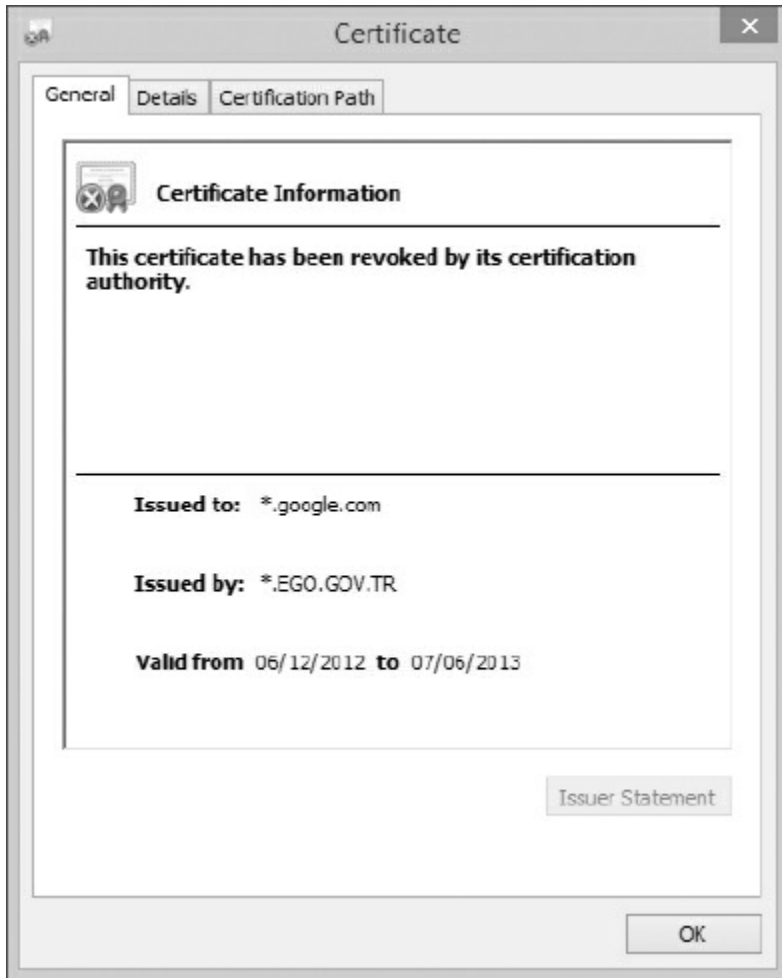 Certificate
General Details Certification Path
Certificate Information
This certificate has been revoked by its certification
authority.
Issued to: *.google.com
Issued by: *.EGO.GOV.TR
Valid from 06/12/2012 to 07/06/2013
Issuer Statement
OK